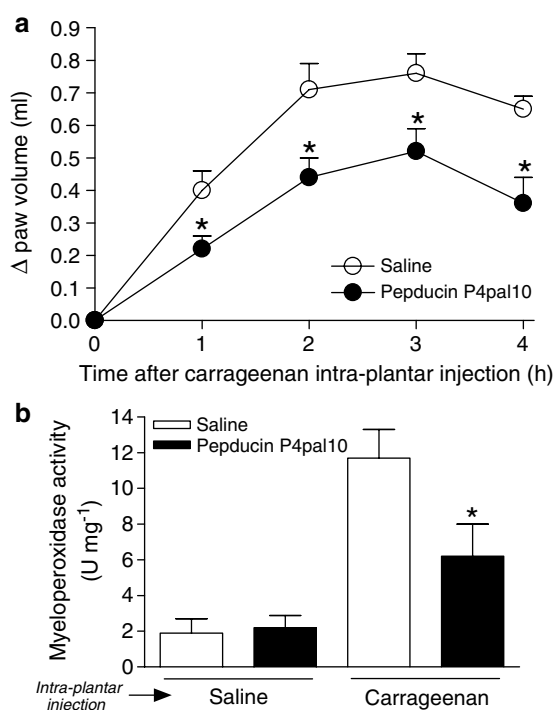 a
Δ paw volume (ml)
0.9
0.8
0.7
0.6
0.5
0.4
0.3
0.2
0.1
0.0
*
*
*
*
Saline
Pepducin P4pal10
0 1 2 3 4
Time after carrageenan intra-plantar injection (h)
b
Myeloperoxidase activity
(U mg⁻¹)
14
12
10
8
6
4
2
0
Saline
Pepducin P4pal10
*
Intra-plantar
injection
Saline Carrageenan